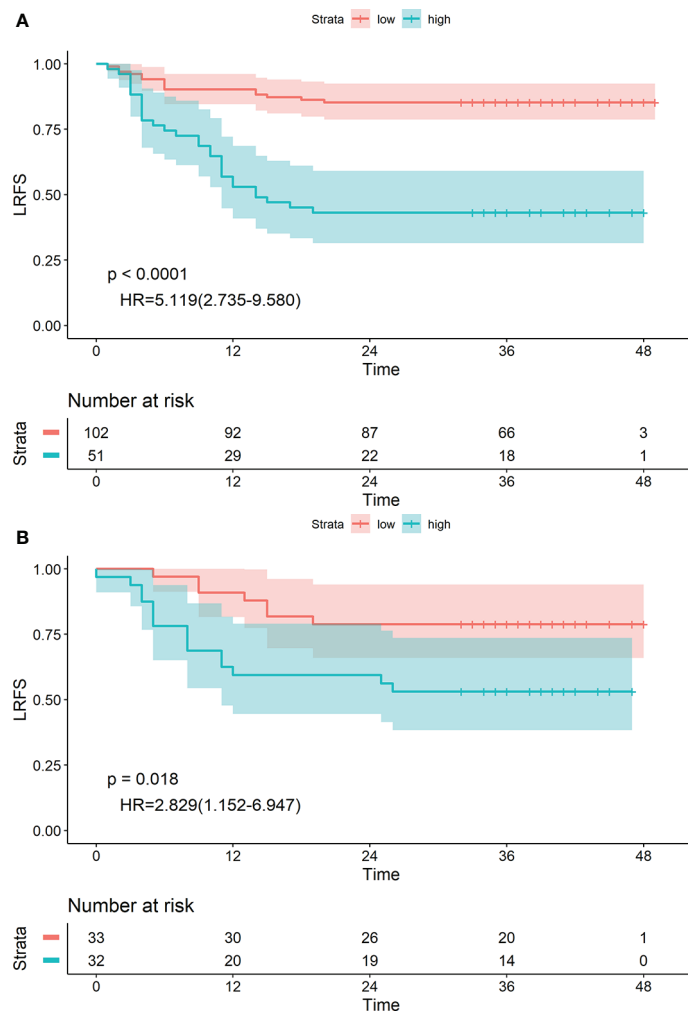 A
Strata low high
1.00
0.75
0.50
0.25
0.00
LRFS
p < 0.0001
HR=5.119(2.735-9.580)
0 12 24 36 48
Time
Number at risk
Strata
102 92 87 66 3
51 29 22 18 1
0 12 24 36 48
Time
B
Strata low high
1.00
0.75
0.50
0.25
0.00
LRFS
p = 0.018
HR=2.829(1.152-6.947)
0 12 24 36 48
Time
Number at risk
Strata
33 30 26 20 1
32 20 19 14 0
0 12 24 36 48
Time